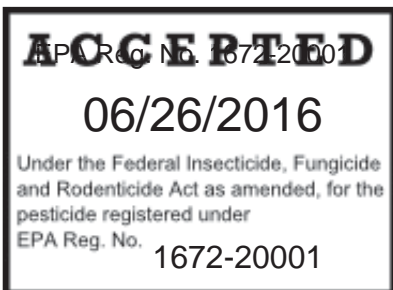 ACCEPTED
EPA Reg. No. 1672-20001
06/26/2016
Under the Federal Insecticide, Fungicide
and Rodenticide Act as amended, for the
pesticide registered under
EPA Reg. No. 1672-20001